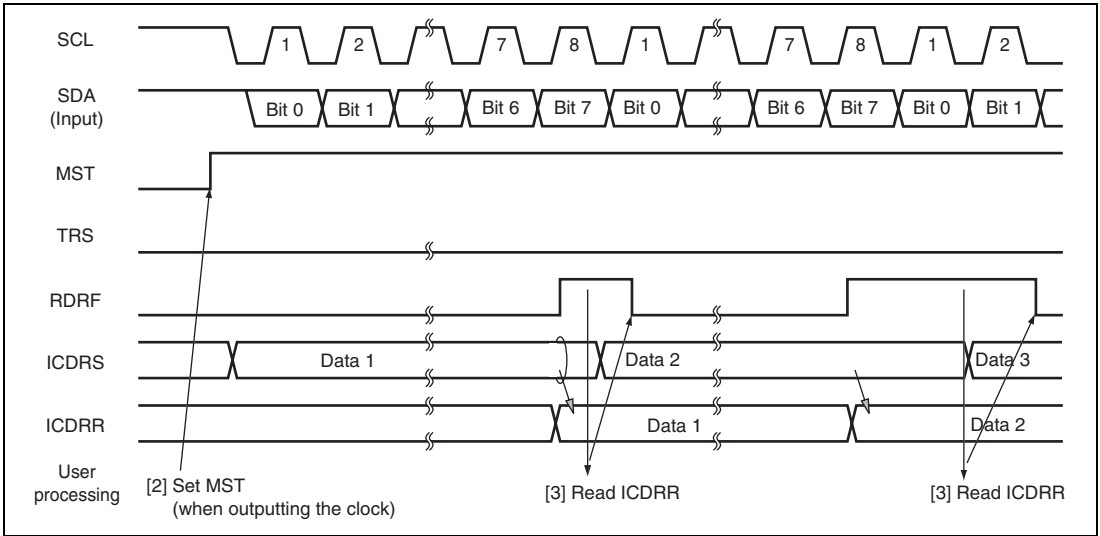 SCL 1 2 7 8 1 7 8 1 2
SDA
(Input)
Bit 0 Bit 1 Bit 6 Bit 7 Bit 0 Bit 6 Bit 7 Bit 0 Bit 1
MST
TRS
RDRF
ICDRS Data 1 Data 2 Data 3
ICDRR Data 1 Data 2
User
processing
[2] Set MST
(when outputting the clock)
[3] Read ICDRR
[3] Read ICDRR